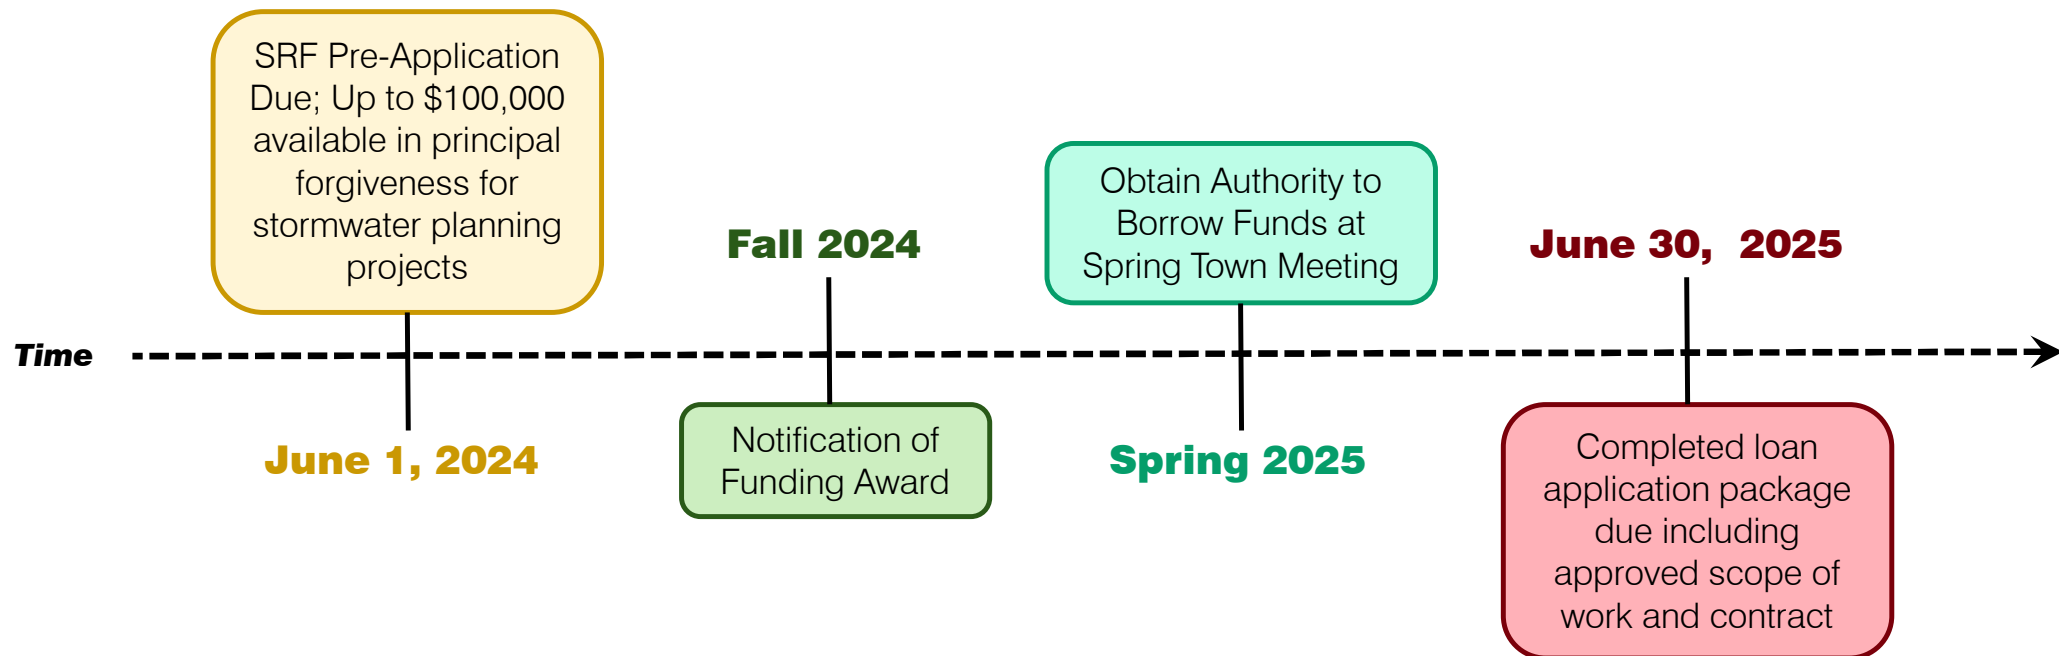 SRF Pre-Application
Due; Up to $100,000
available in principal
forgiveness for
stormwater planning
projects
Fall 2024
Obtain Authority to
Borrow Funds at
Spring Town Meeting
June 30,  2025
Time
June 1, 2024
Notification of
Funding Award
Spring 2025
Completed loan
application package
due including
approved scope of
work and contract